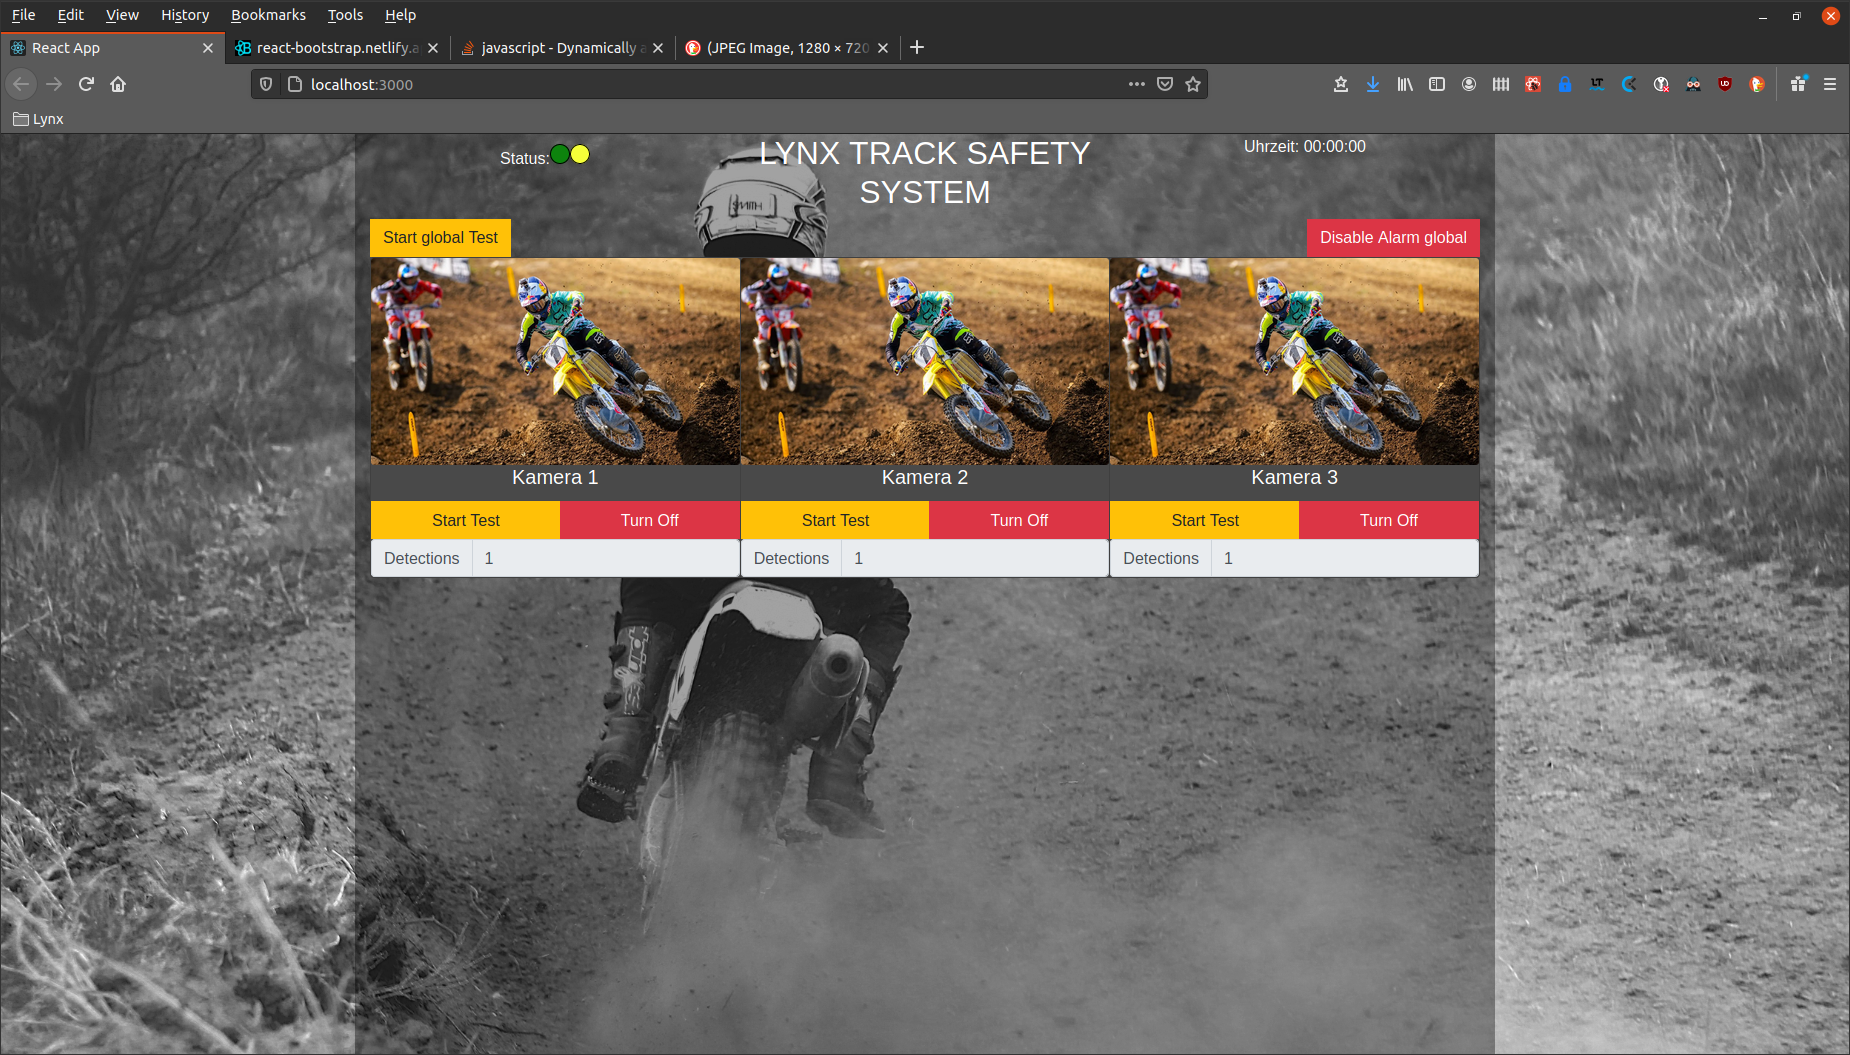 File Edit View History Bookmarks Tools Help
React App
react-bootstrap.netlify.a
javascript - Dynamically a
(JPEG Image, 1280 × 720
localhost:3000
Lynx
Status:
LYNX TRACK SAFETY
SYSTEM
Uhrzeit: 00:00:00
Start global Test
Disable Alarm global
SMITH
Kamera 1
Kamera 2
Kamera 3
Start Test Turn Off
Start Test Turn Off
Start Test Turn Off
Detections 1
Detections 1
Detections 1